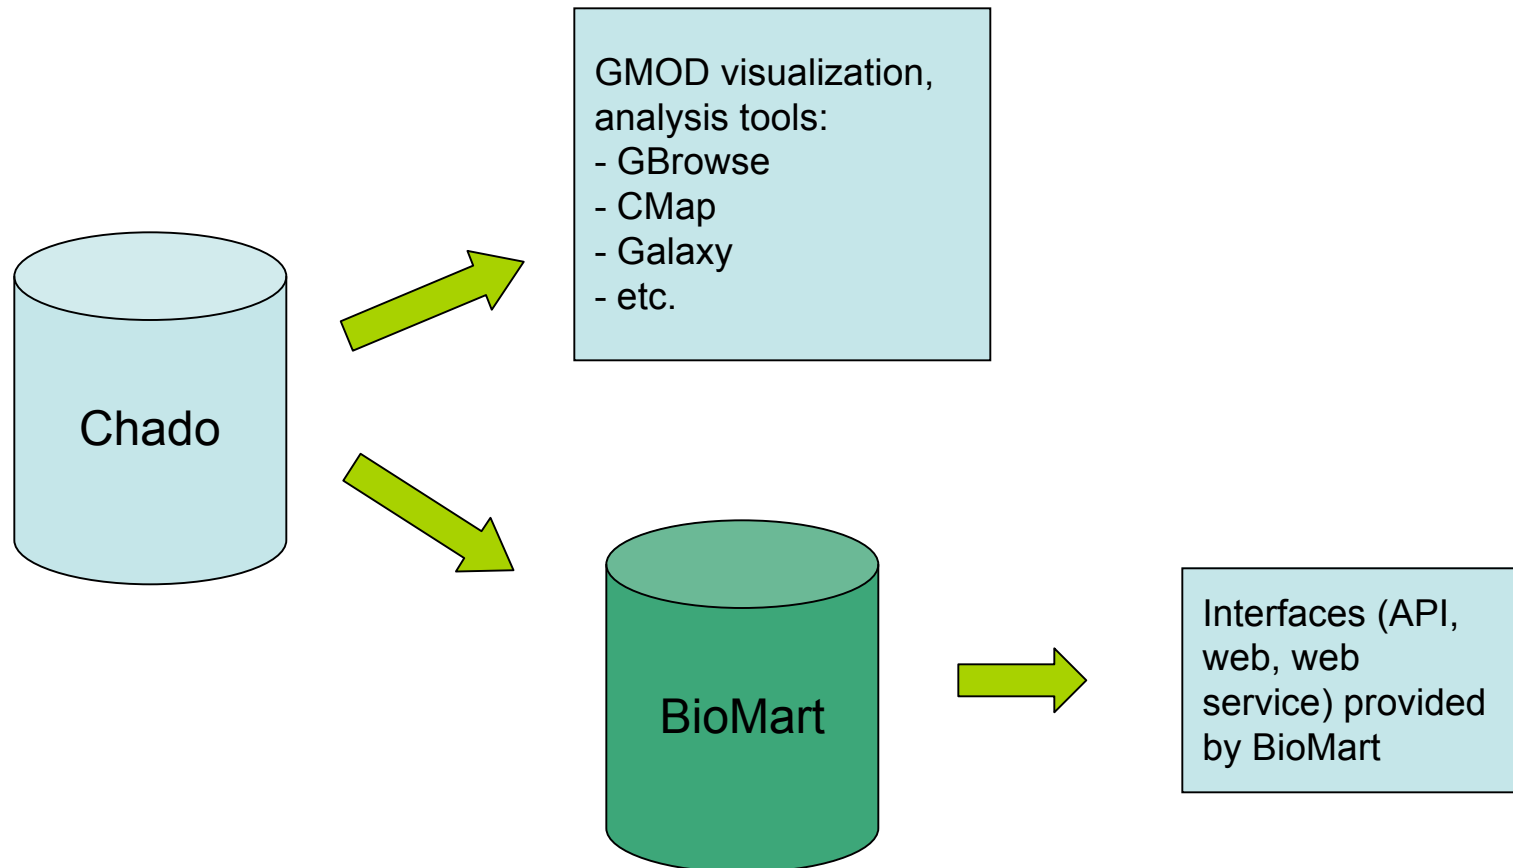 GMOD visualization,
analysis tools:
- GBrowse
- CMap
- Galaxy
- etc.
Chado
BioMart
Interfaces (API,
web, web
service) provided
by BioMart